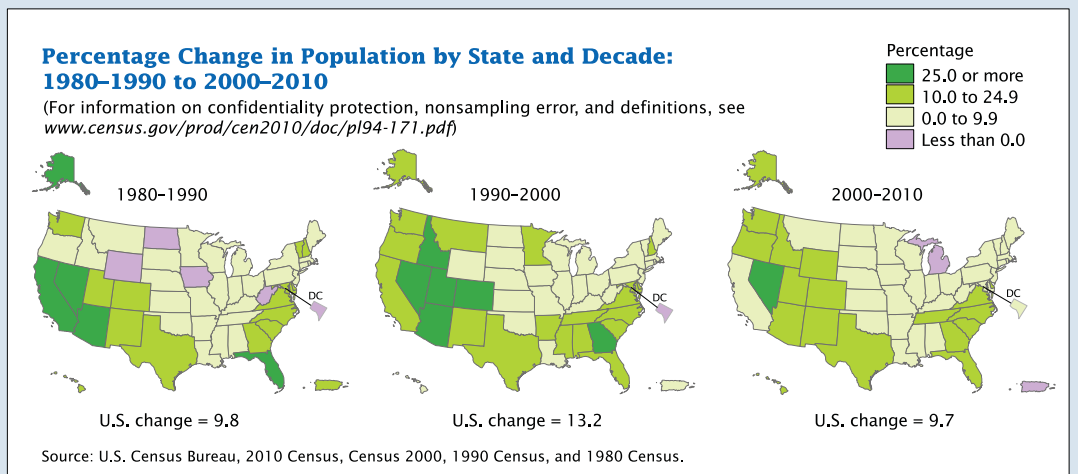 Percentage Change in Population by State and Decade:
1980–1990 to 2000–2010
(For information on confidentiality protection, nonsampling error, and definitions, see
www.census.gov/prod/cen2010/doc/pl94-171.pdf)
Percentage
25.0 or more
10.0 to 24.9
0.0 to 9.9
Less than 0.0
1980–1990
DC
U.S. change = 9.8
1990–2000
DC
U.S. change = 13.2
2000–2010
DC
U.S. change = 9.7
Source: U.S. Census Bureau, 2010 Census, Census 2000, 1990 Census, and 1980 Census.